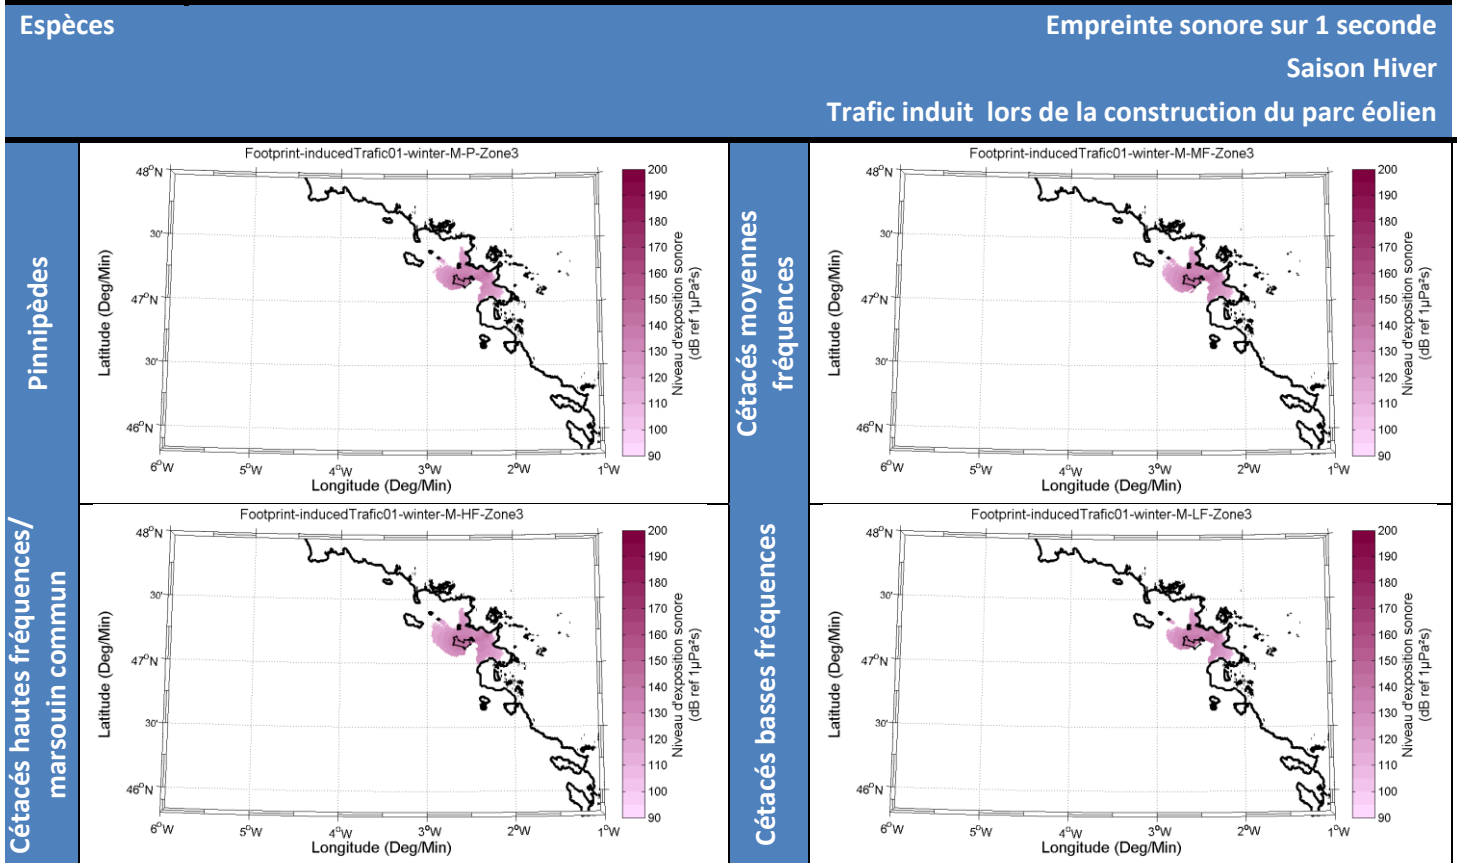 Espèces
Empreinte sonore sur 1 seconde
Saison Hiver
Trafic induit lors de la construction du parc éolien
Pinnipèdes
Footprint-inducedTrafic01-winter-M-P-Zone3
48°N
30'
47°N
30'
46°N
6°W 5°W 4°W 3°W 2°W 1°W
Latitude (Deg/Min)
Longitude (Deg/Min)
200
190
180
170
160
150
140
130
120
110
100
90
Niveau d'exposition sonore
(dB ref 1µPa²s)
Cétacés moyennes
fréquences
Footprint-inducedTrafic01-winter-M-MF-Zone3
48°N
30'
47°N
30'
46°N
6°W 5°W 4°W 3°W 2°W 1°W
Latitude (Deg/Min)
Longitude (Deg/Min)
200
190
180
170
160
150
140
130
120
110
100
90
Niveau d'exposition sonore
(dB ref 1µPa²s)
Cétacés hautes fréquences/
marsouin commun
Footprint-inducedTrafic01-winter-M-HF-Zone3
48°N
30'
47°N
30'
46°N
6°W 5°W 4°W 3°W 2°W 1°W
Latitude (Deg/Min)
Longitude (Deg/Min)
200
190
180
170
160
150
140
130
120
110
100
90
Niveau d'exposition sonore
(dB ref 1µPa²s)
Cétacés basses fréquences
Footprint-inducedTrafic01-winter-M-LF-Zone3
48°N
30'
47°N
30'
46°N
6°W 5°W 4°W 3°W 2°W 1°W
Latitude (Deg/Min)
Longitude (Deg/Min)
200
190
180
170
160
150
140
130
120
110
100
90
Niveau d'exposition sonore
(dB ref 1µPa²s)